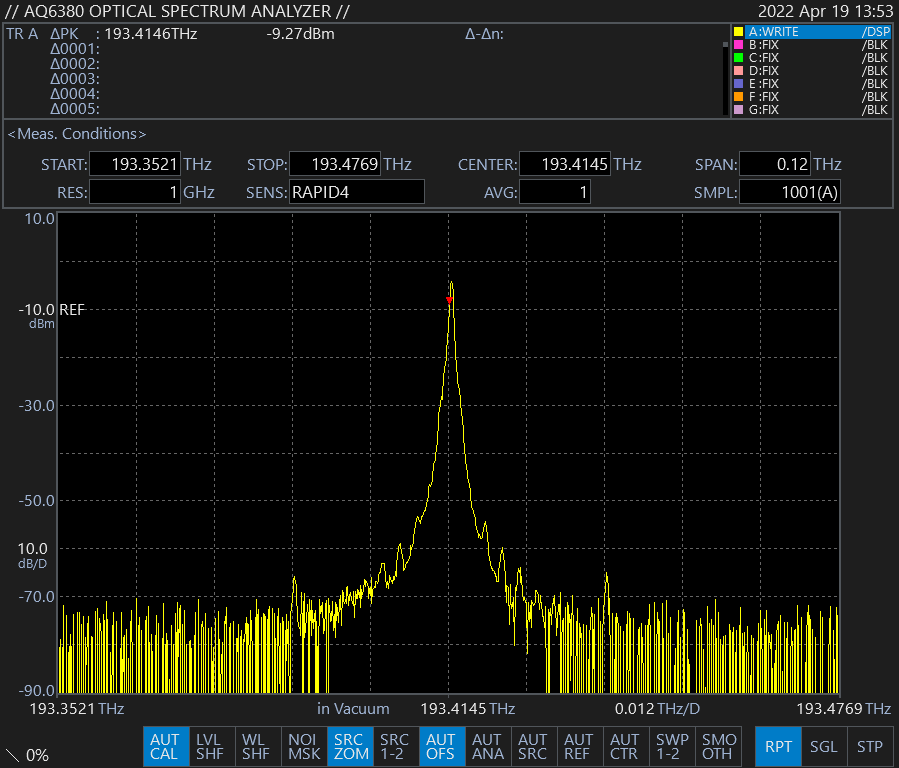 // AQ6380 OPTICAL SPECTRUM ANALYZER // 2022 Apr 19 13:53
TR A ΔPK : 193.4146THz -9.27dBm Δ-Δn:
Δ0001:
Δ0002:
Δ0003:
Δ0004:
Δ0005:
A:WRITE /DSP
B:FIX /BLK
C:FIX /BLK
D:FIX /BLK
E :FIX /BLK
F :FIX /BLK
G:FIX /BLK
<Meas. Conditions>
START: 193.3521 THz STOP: 193.4769 THz CENTER: 193.4145 THz SPAN: 0.12 THz
RES: 1 GHz SENS: RAPID4 AVG: 1 SMPL: 1001(A)
10.0
-10.0 REF
dBm
-30.0
-50.0
10.0
dB/D
-70.0
-90.0
193.3521 THz in Vacuum 193.4145 THz 0.012 THz/D 193.4769 THz
\ 0%
AUT CAL
LVL SHF
WL SHF
NOI MSK
SRC ZOM
SRC 1-2
AUT OFS
AUT ANA
AUT SRC
AUT REF
AUT CTR
SWP 1-2
SMO OTH
RPT
SGL
STP